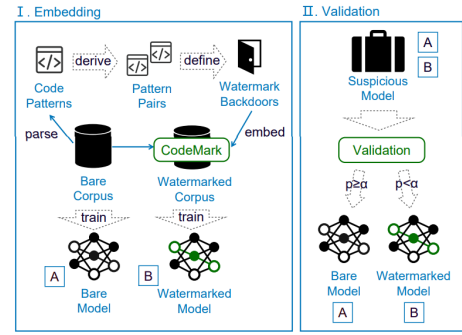 I. Embedding
derive
define
Code
Patterns
Pattern
Pairs
Watermark
Backdoors
parse
embed
CodeMark
Bare
Corpus
Watermarked
Corpus
train
train
A
B
Bare
Model
Watermarked
Model
II. Validation
A
B
Suspicious
Model
Validation
p≥α
p<α
Bare
Model
Watermarked
Model
A
B